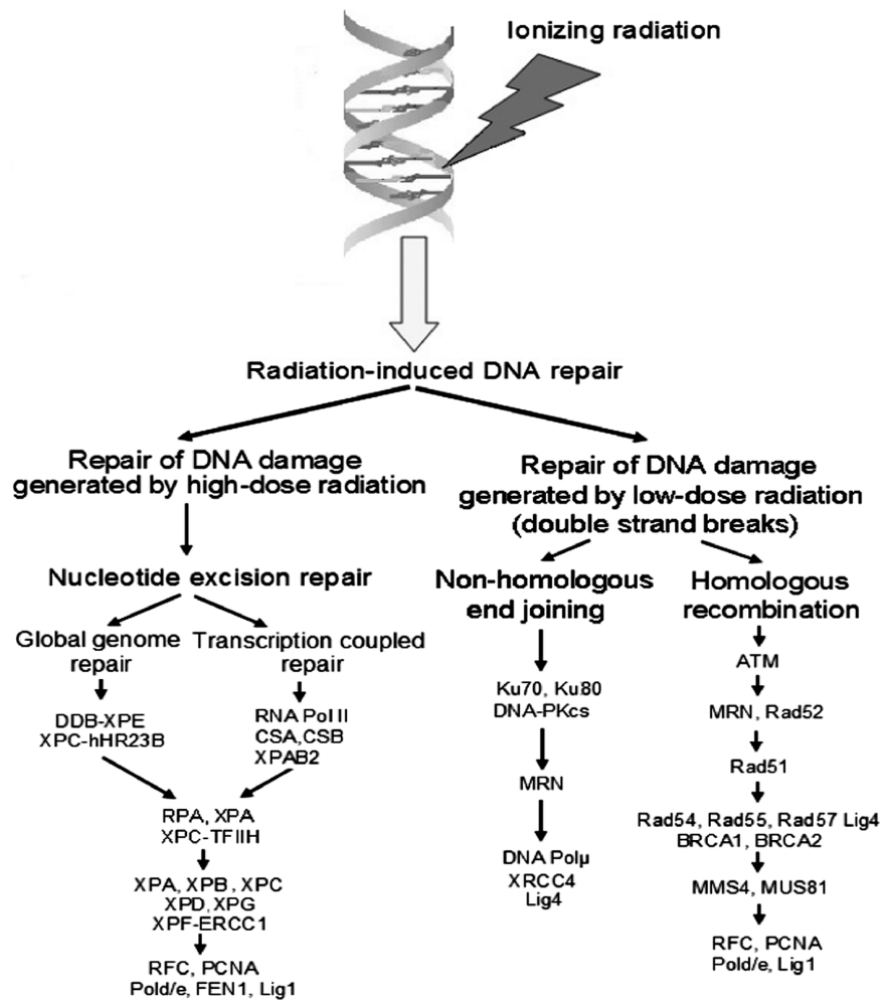 Ionizing radiation
Radiation-induced DNA repair
Repair of DNA damage
generated by high-dose radiation
Nucleotide excision repair
Global genome
repair
DDB-XPE
XPC-hHR23B
Transcription coupled
repair
RNA Pol II
CSA,CSB
XPAB2
RPA, XPA
XPC-TFIIH
XPA, XPB , XPC
XPD, XPG
XPF-ERCC1
RFC, PCNA
Pold/e, FEN1, Lig1
Repair of DNA damage
generated by low-dose radiation
(double strand breaks)
Non-homologous
end joining
Ku70, Ku80
DNA-PKcs
MRN
DNA Polµ
XRCC4
Lig4
Homologous
recombination
ATM
MRN, Rad52
Rad51
Rad54, Rad55, Rad57 Lig4
BRCA1, BRCA2
MMS4, MUS81
RFC, PCNA
Pold/e, Lig1